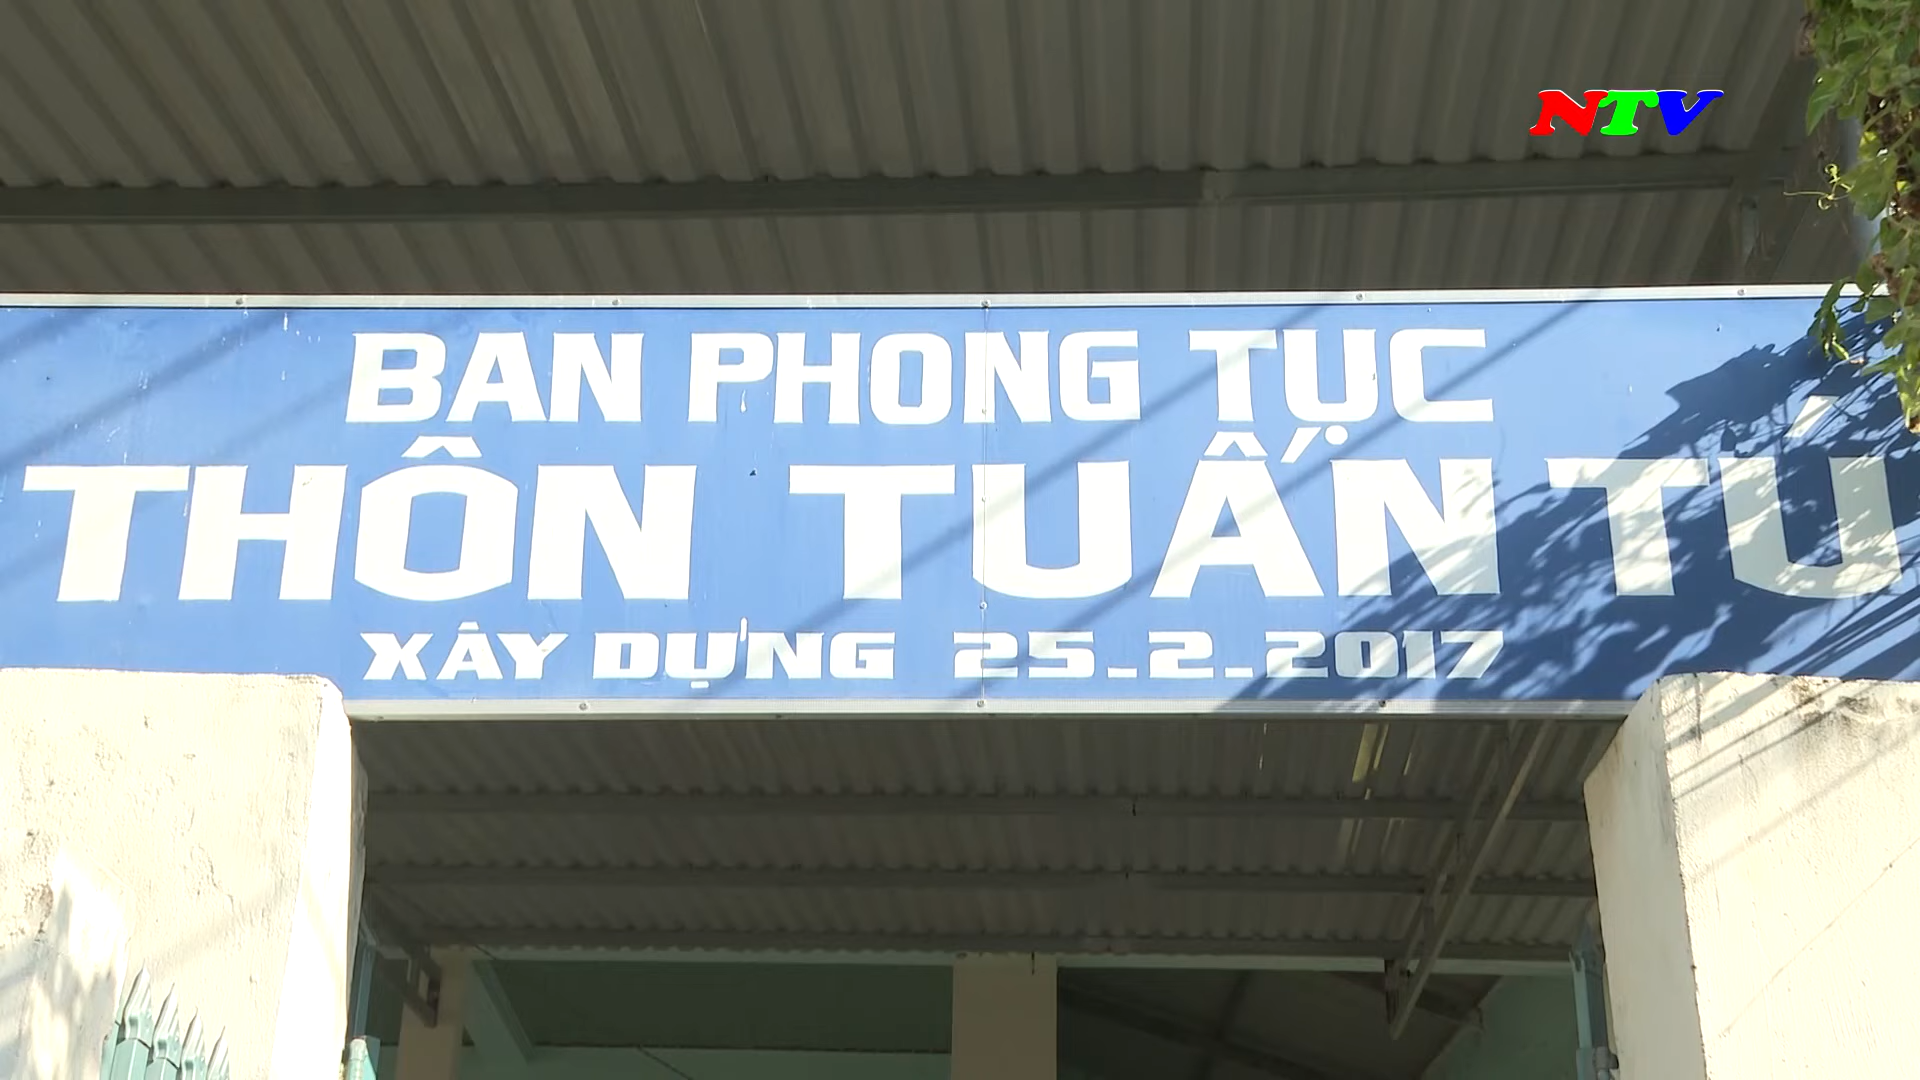 NTV
BAN PHONG TỤC
THÔN TUẤN TÚ
XÂY DỰNG 25-2-2017